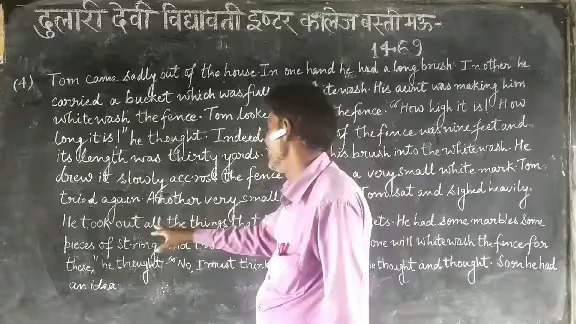 दुलारी देवी विद्यावती इण्टर कालेज बस्ती मऊ-
14-69
(4) Tom came sadly out of the house. In one hand he had a long brush. In other he
carried a bucket which was full tewash. His aunt was making him
whitewash the fence. Tom looke the fence. "How high it is! How
long it is!" he thought. Indeed of the fence was nine feet and
its length was thirty yards. his brush into the whitewash. He
drew it slowly accross the fence a very small white mark. Tom
tried again. Another very small Tom sat and sighed heavily.
He took out all the things that ets. He had some marbles some
pieces of string and one will whitewash the fence for
these," he thought. "No, I must thin he thought and thought. Soon he had
an idea.